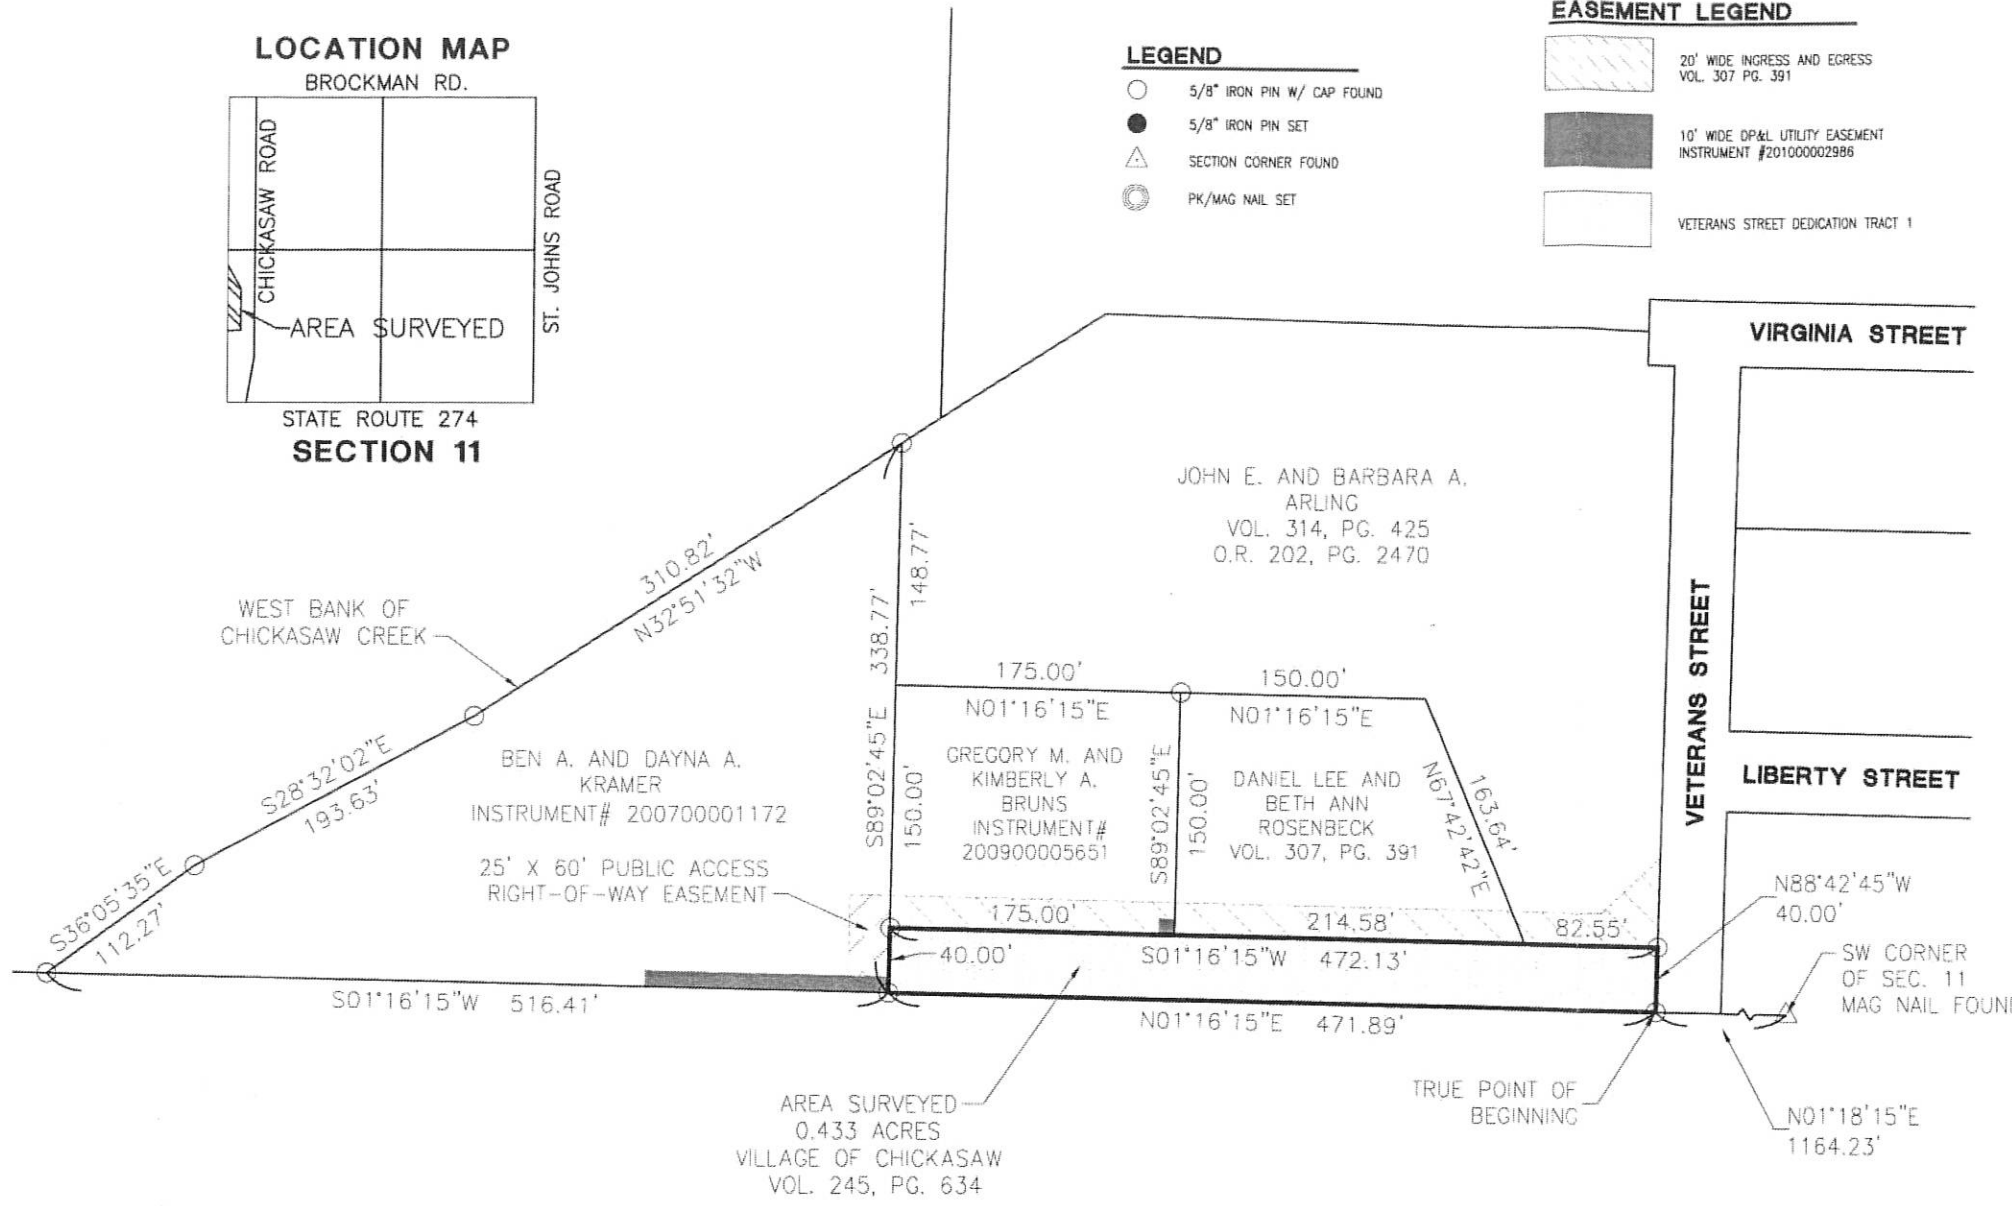 LOCATION MAP
BROCKMAN RD.
CHICKASAW ROAD
ST. JOHNS ROAD
AREA SURVEYED
STATE ROUTE 274
SECTION 11
LEGEND
5/8" IRON PIN W/ CAP FOUND
5/8" IRON PIN SET
SECTION CORNER FOUND
PK/MAG NAIL SET
EASEMENT LEGEND
20' WIDE INGRESS AND EGRESS
VOL. 307 PG. 391
10' WIDE DP&L UTILITY EASEMENT
INSTRUMENT #201000002986
VETERANS STREET DEDICATION TRACT 1
VIRGINIA STREET
VETERANS STREET
LIBERTY STREET
JOHN E. AND BARBARA A.
ARLING
VOL. 314, PG. 425
O.R. 202, PG. 2470
310.82'
N32°51'32"W
148.77'
338.77'
WEST BANK OF
CHICKASAW CREEK
S28°32'02"E
193.63'
S36°05'35"E
112.27'
BEN A. AND DAYNA A.
KRAMER
INSTRUMENT# 200700001172
25' X 60' PUBLIC ACCESS
RIGHT-OF-WAY EASEMENT
S89°02'45"E
150.00'
175.00'
N01°16'15"E
GREGORY M. AND
KIMBERLY A.
BRUNS
INSTRUMENT#
200900005651
S89°02'45"E
150.00'
150.00'
N01°16'15"E
DANIEL LEE AND
BETH ANN
ROSENBECK
VOL. 307, PG. 391
163.64'
N67°42'42"E
175.00'
214.58'
82.55'
40.00'
S01°16'15"W 472.13'
N01°16'15"E 471.89'
S01°16'15"W 516.41'
N88°42'45"W
40.00'
SW CORNER
OF SEC. 11
MAG NAIL FOUND
TRUE POINT OF
BEGINNING
N01°18'15"E
1164.23'
AREA SURVEYED
0.433 ACRES
VILLAGE OF CHICKASAW
VOL. 245, PG. 634